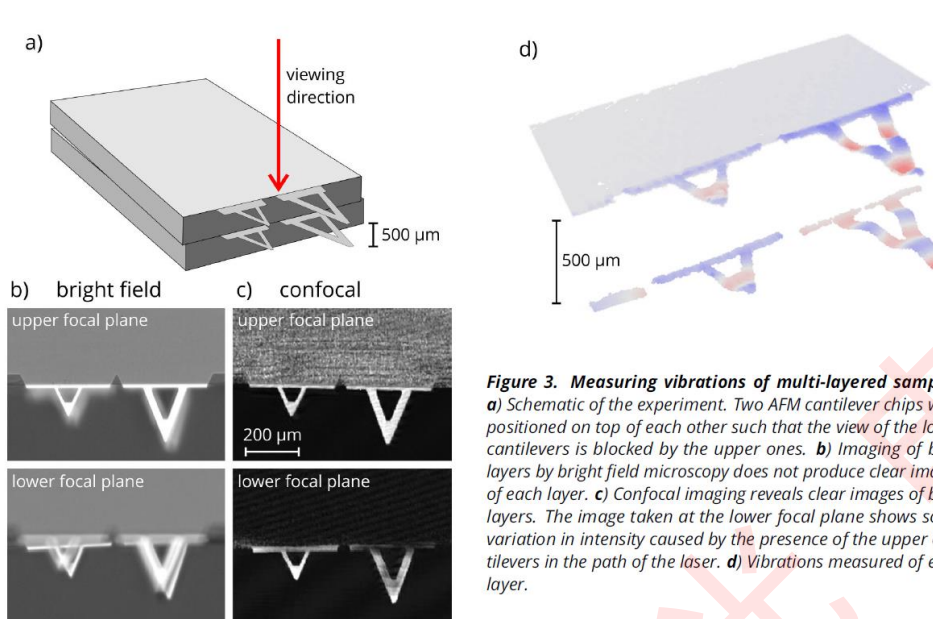 a)
viewing
direction
500 µm
b) bright field
c) confocal
upper focal plane
upper focal plane
200 µm
lower focal plane
lower focal plane
d)
500 µm
Figure 3. Measuring vibrations of multi-layered samp
a) Schematic of the experiment. Two AFM cantilever chips w
positioned on top of each other such that the view of the lo
cantilevers is blocked by the upper ones. b) Imaging of b
layers by bright field microscopy does not produce clear ima
of each layer. c) Confocal imaging reveals clear images of b
layers. The image taken at the lower focal plane shows so
variation in intensity caused by the presence of the upper
tilevers in the path of the laser. d) Vibrations measured of e
layer.